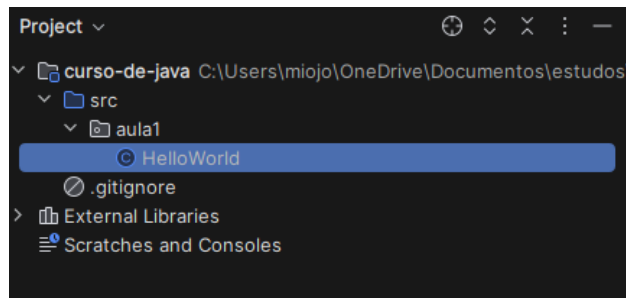 Project
curso-de-java C:\Users\miojo\OneDrive\Documentos\estudos
src
aula1
HelloWorld
.gitignore
External Libraries
Scratches and Consoles